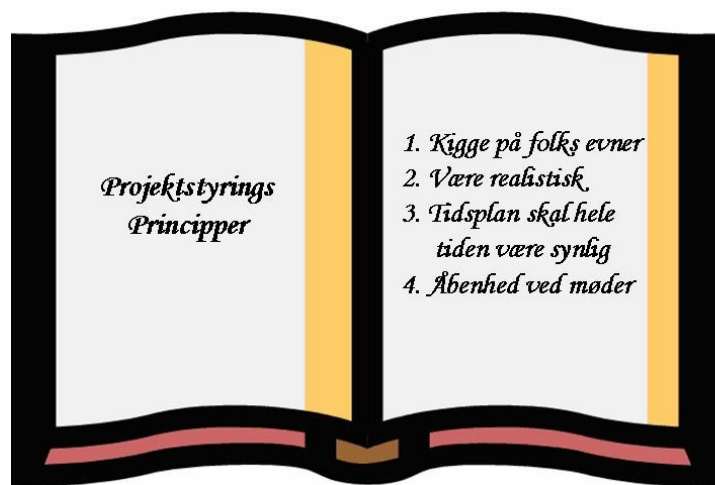 Projektstyrings
Principper
1. Kigge på folks evner
2. Være realistisk
3. Tidsplan skal hele
tiden være synlig
4. Åbenhed ved møder